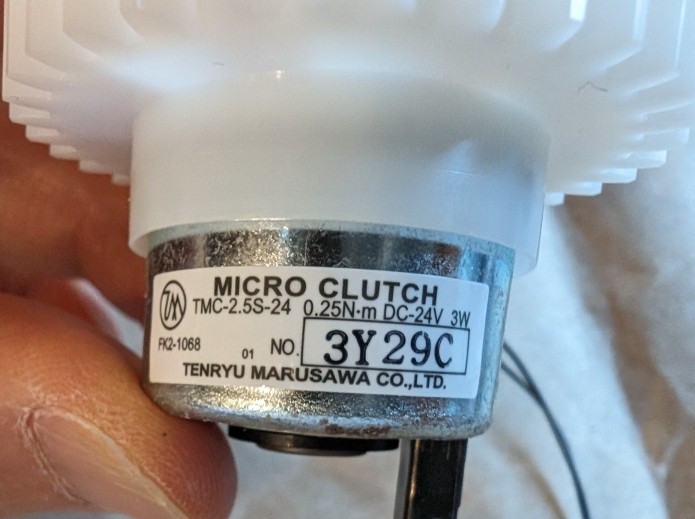 MICRO CLUTCH
TM TMC-2.5S-24 0.25N·m DC-24V 3W
FK2-1068 01 NO. 3Y29C
TENRYU MARUSAWA CO.,LTD.